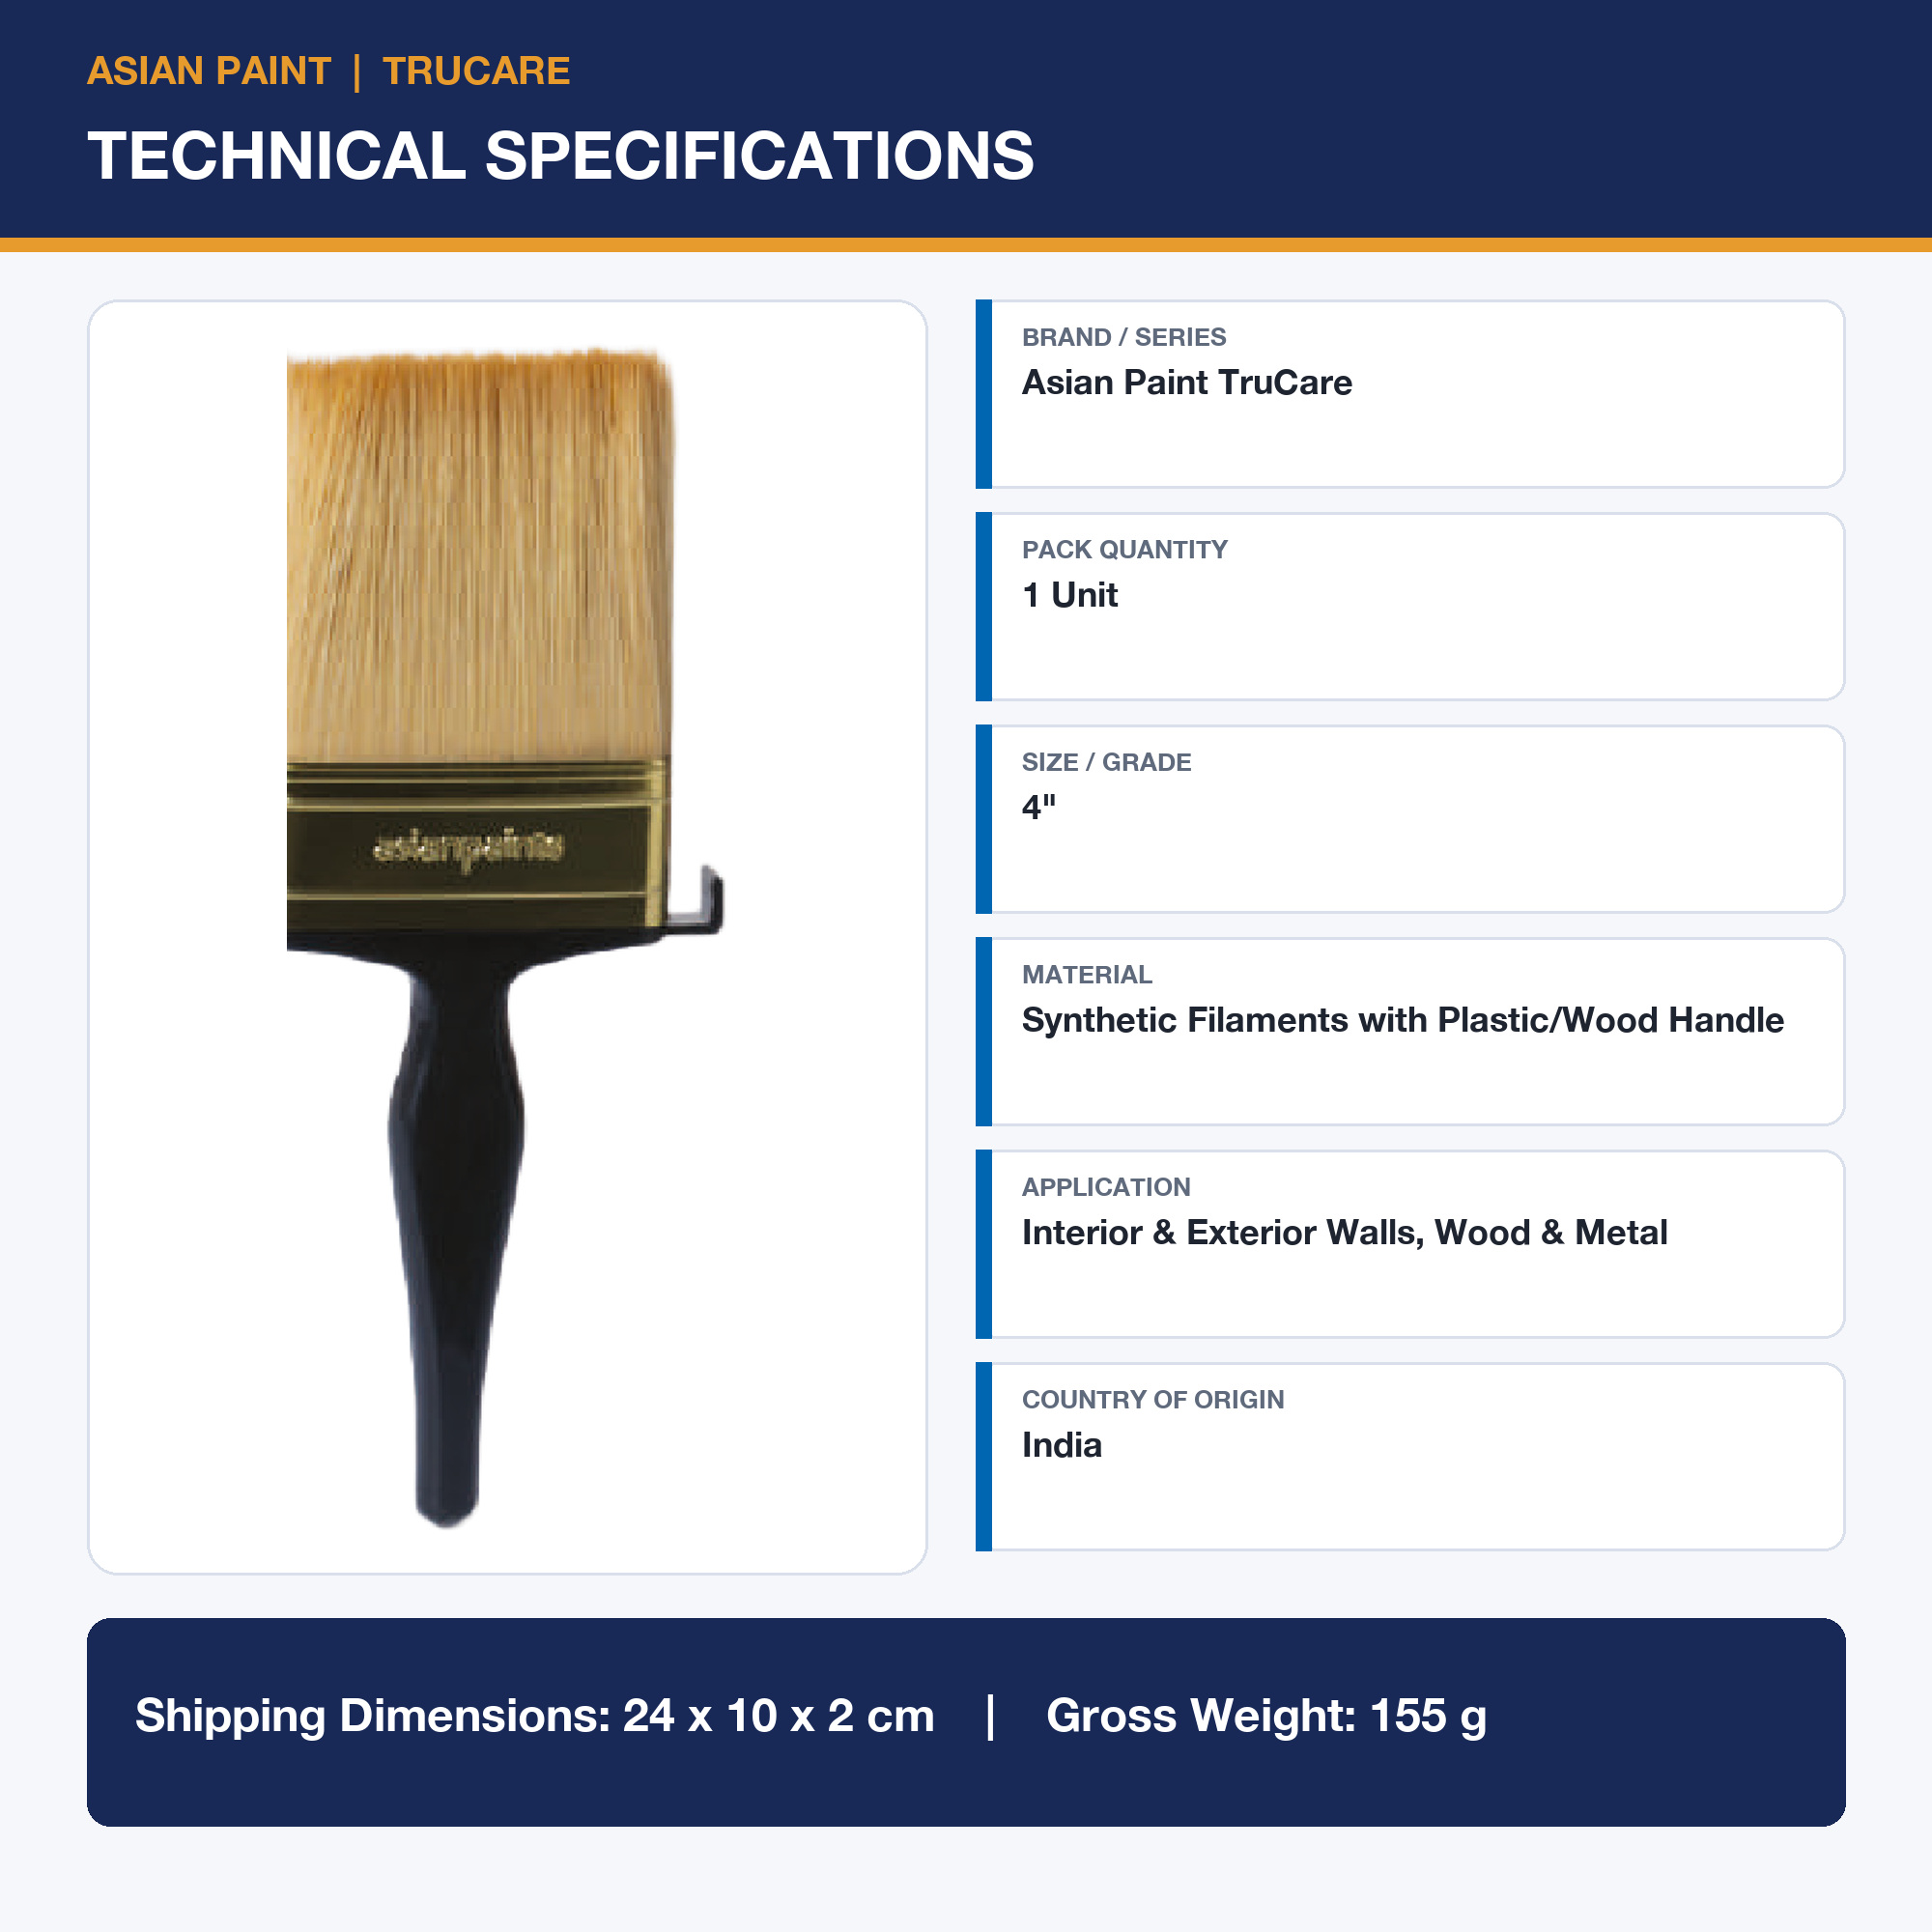 ASIAN PAINT | TRUCARE
TECHNICAL SPECIFICATIONS
asianpaints
BRAND / SERIES
Asian Paint TruCare
PACK QUANTITY
1 Unit
SIZE / GRADE
4"
MATERIAL
Synthetic Filaments with Plastic/Wood Handle
APPLICATION
Interior & Exterior Walls, Wood & Metal
COUNTRY OF ORIGIN
India
Shipping Dimensions: 24 x 10 x 2 cm | Gross Weight: 155 g